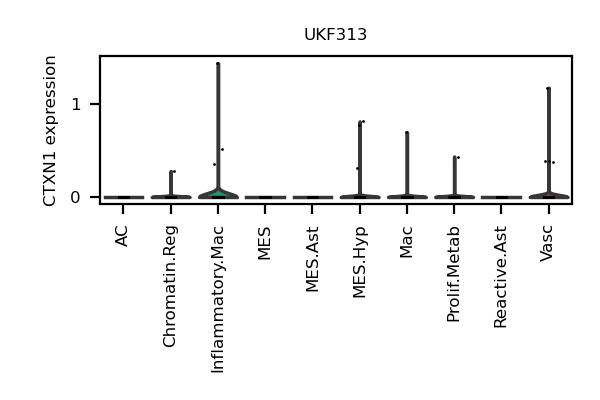 UKF313
CTXN1 expression
1
0
AC
Chromatin.Reg
Inflammatory.Mac
MES
MES.Ast
MES.Hyp
Mac
Prolif.Metab
Reactive.Ast
Vasc